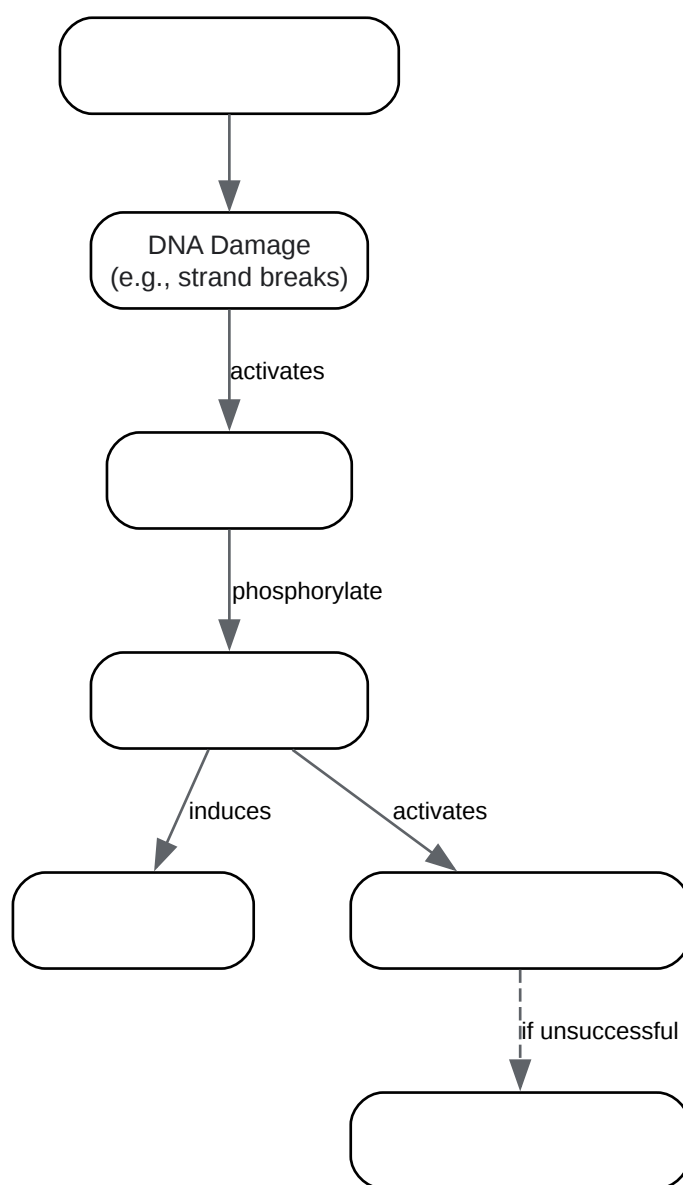 DNA Damage
(e.g., strand breaks)
activates
phosphorylate
induces
activates
if unsuccessful